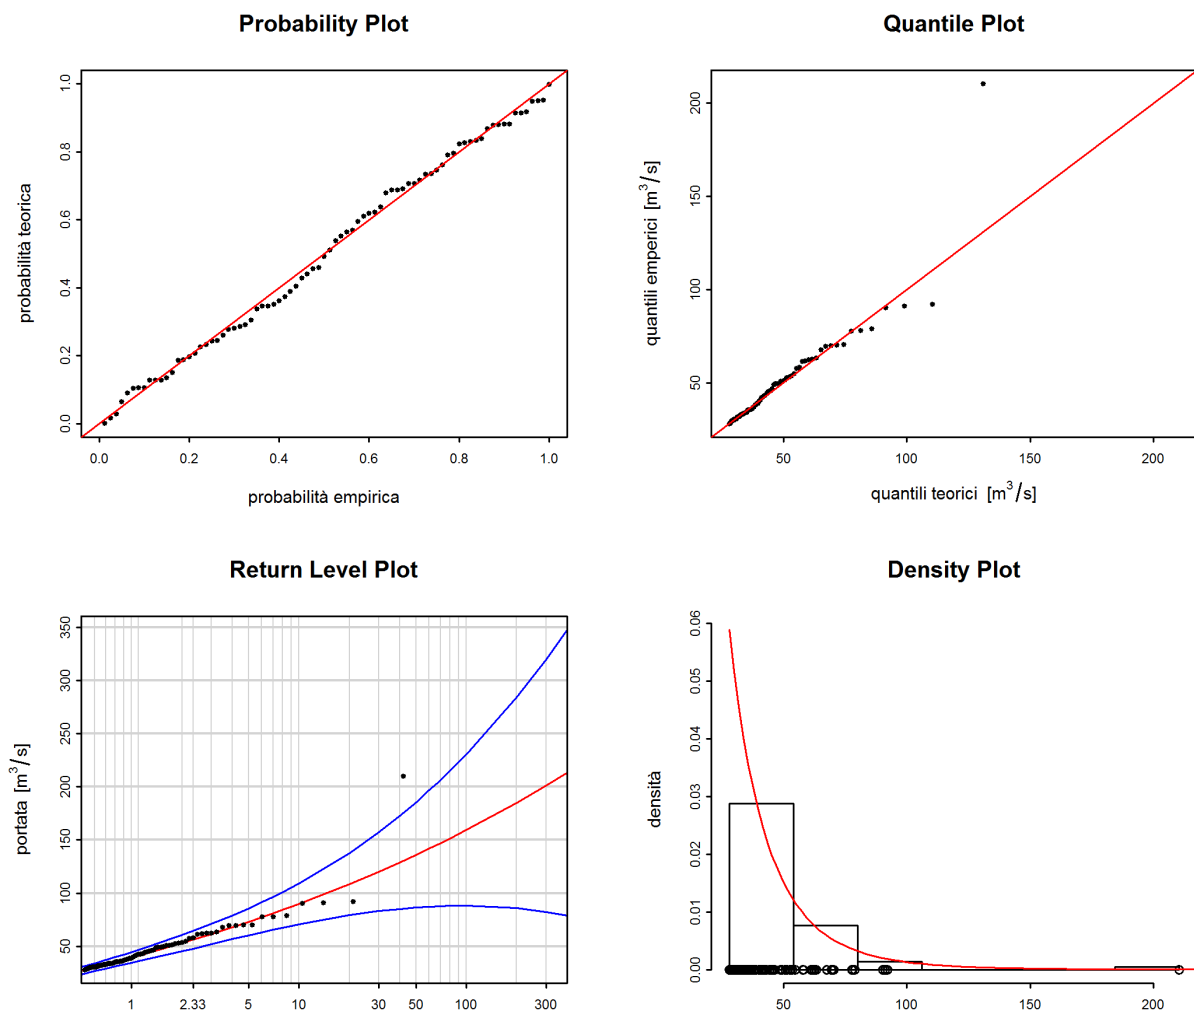 Probability Plot
probabilità teorica
0.0 0.2 0.4 0.6 0.8 1.0
0.0 0.2 0.4 0.6 0.8 1.0
probabilità empirica
Quantile Plot
quantili emperici [m³/s]
50 100 150 200
50 100 150 200
quantili teorici [m³/s]
Return Level Plot
portata [m³/s]
50 100 150 200 250 300 350
1 2.33 5 10 30 50 100 300
Density Plot
densità
0.00 0.01 0.02 0.03 0.04 0.05 0.06
50 100 150 200